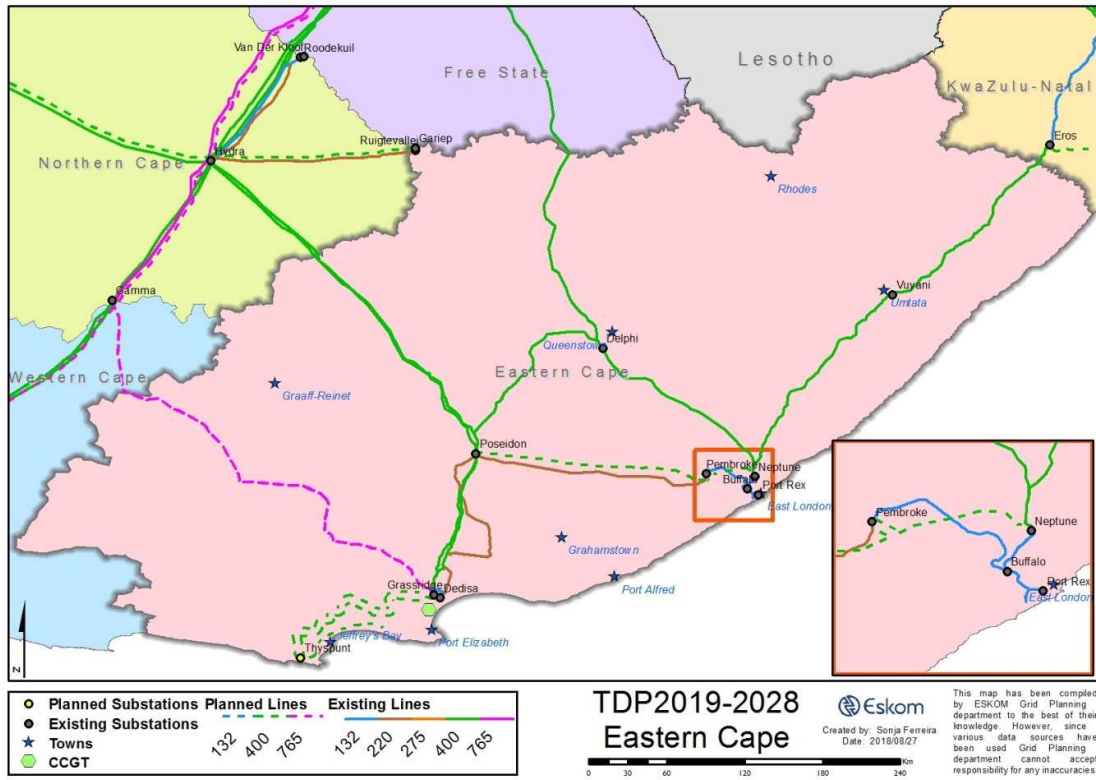 Van Der Kloof
Roodekuil
Free State
Lesotho
KwaZulu-Natal
Ruigtevallei
Gariep
Eros
Northern Cape
Hydra
Rhodes
Gamma
Vuyani
Umtata
Queenstown
Delphi
Western Cape
Eastern Cape
Graaff-Reinet
Poseidon
Pembroke
Neptune
Buffalo
Port Rex
East London
Grahamstown
Pembroke
Neptune
Buffalo
Port Rex
East London
Grassridge
Dedisa
Port Alfred
Jeffrey's Bay
Port Elizabeth
Thyspunt
N
Planned Substations
Existing Substations
Towns
CCGT
Planned Lines
132
400
765
Existing Lines
132
220
275
400
765
TDP2019-2028
Eastern Cape
0 30 60 120 180 240
Km
Eskom
Created by: Sonja Ferreira
Date: 2018/08/27
This map has been compiled
by ESKOM Grid Planning
department to the best of their
knowledge. However, since
various data sources have
been used Grid Planning
department cannot accept
responsibility for any inaccuracies